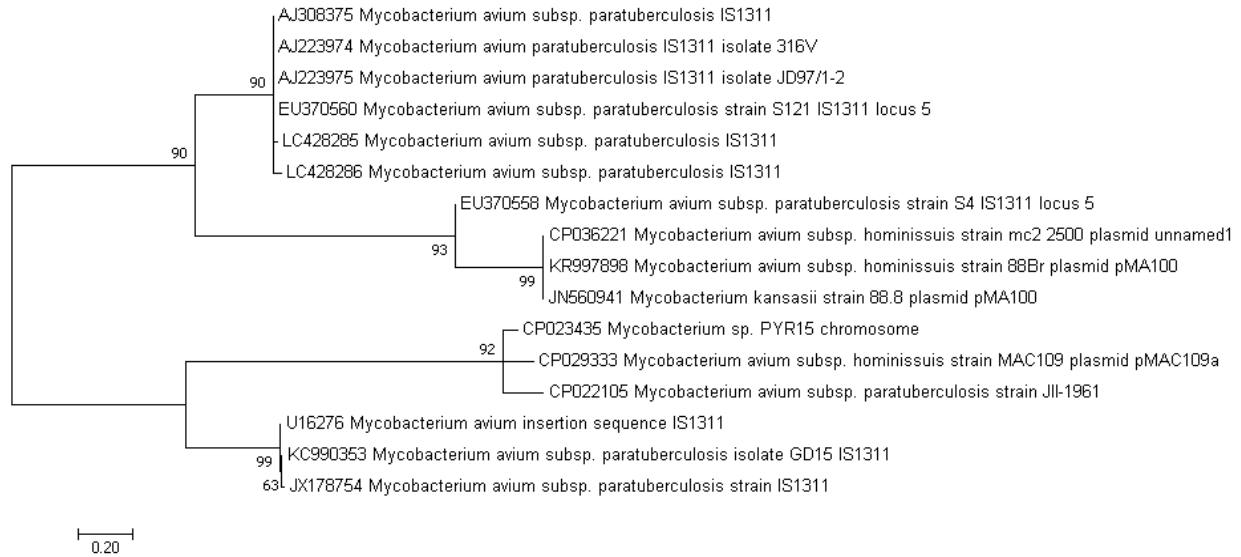 AJ308375 Mycobacterium avium subsp. paratuberculosis IS1311
AJ223974 Mycobacterium avium paratuberculosis IS1311 isolate 316V
90
AJ223975 Mycobacterium avium paratuberculosis IS1311 isolate JD97/1-2
EU370560 Mycobacterium avium subsp. paratuberculosis strain S121 IS1311 locus 5
LC428285 Mycobacterium avium subsp. paratuberculosis IS1311
90
LC428286 Mycobacterium avium subsp. paratuberculosis IS1311
EU370558 Mycobacterium avium subsp. paratuberculosis strain S4 IS1311 locus 5
CP036221 Mycobacterium avium subsp. hominissuis strain mc2 2500 plasmid unnamed1
93
KR997898 Mycobacterium avium subsp. hominissuis strain 88Br plasmid pMA100
99
JN560941 Mycobacterium kansasii strain 88.8 plasmid pMA100
CP023435 Mycobacterium sp. PYR15 chromosome
92
CP029333 Mycobacterium avium subsp. hominissuis strain MAC109 plasmid pMAC109a
CP022105 Mycobacterium avium subsp. paratuberculosis strain JII-1961
U16276 Mycobacterium avium insertion sequence IS1311
KC990353 Mycobacterium avium subsp. paratuberculosis isolate GD15 IS1311
99
63
JX178754 Mycobacterium avium subsp. paratuberculosis strain IS1311
0.20